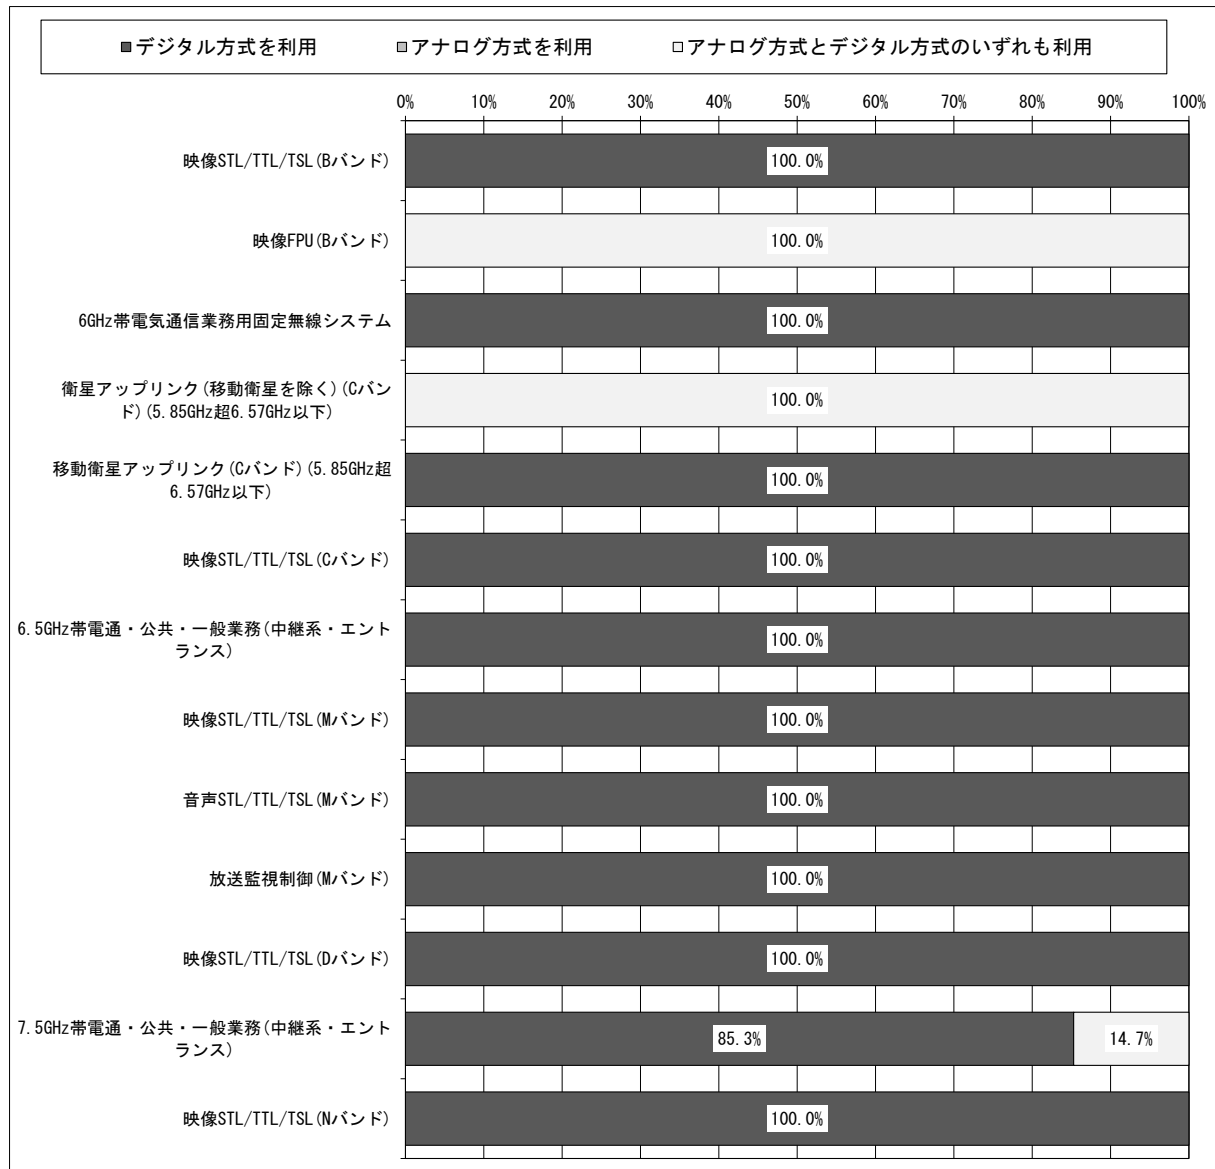 ■デジタル方式を利用 ■アナログ方式を利用 □アナログ方式とデジタル方式のいずれも利用
0% 10% 20% 30% 40% 50% 60% 70% 80% 90% 100%
映像STL/TTL/TSL(Bバンド)
100.0%
映像FPU(Bバンド)
100.0%
6GHz帯電気通信業務用固定無線システム
100.0%
衛星アップリンク(移動衛星を除く)(Cバン
ド)(5.85GHz超6.57GHz以下)
100.0%
移動衛星アップリンク(Cバンド)(5.85GHz超
6.57GHz以下)
100.0%
映像STL/TTL/TSL(Cバンド)
100.0%
6.5GHz帯電通・公共・一般業務(中継系・エント
ランス)
100.0%
映像STL/TTL/TSL(Mバンド)
100.0%
音声STL/TTL/TSL(Mバンド)
100.0%
放送監視制御(Mバンド)
100.0%
映像STL/TTL/TSL(Dバンド)
100.0%
7.5GHz帯電通・公共・一般業務(中継系・エント
ランス)
85.3% 14.7%
映像STL/TTL/TSL(Nバンド)
100.0%